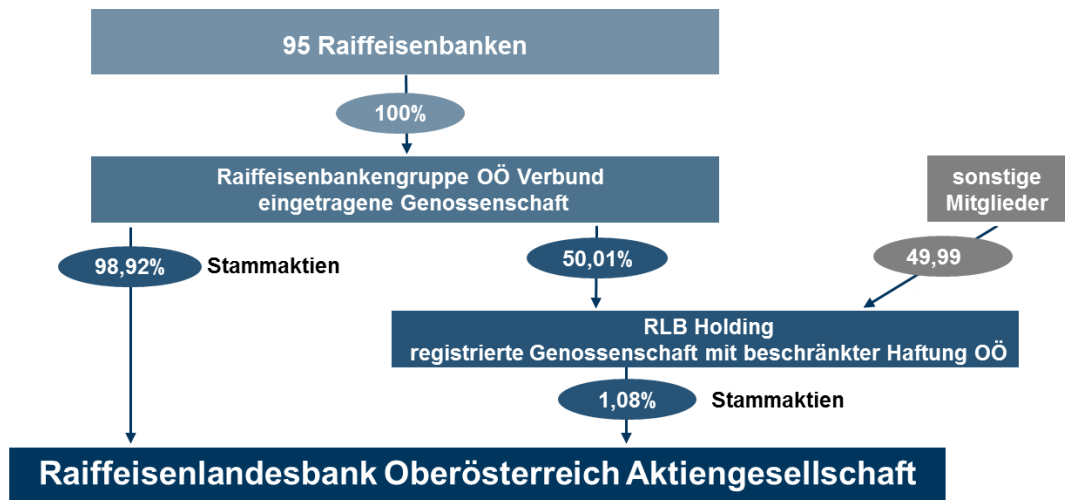 95 Raiffeisenbanken
100%
Raiffeisenbankengruppe OÖ Verbund
eingetragene Genossenschaft
sonstige
Mitglieder
98,92%
Stammaktien
50,01%
49,99
RLB Holding
registrierte Genossenschaft mit beschränkter Haftung OÖ
1,08%
Stammaktien
Raiffeisenlandesbank Oberösterreich Aktiengesellschaft